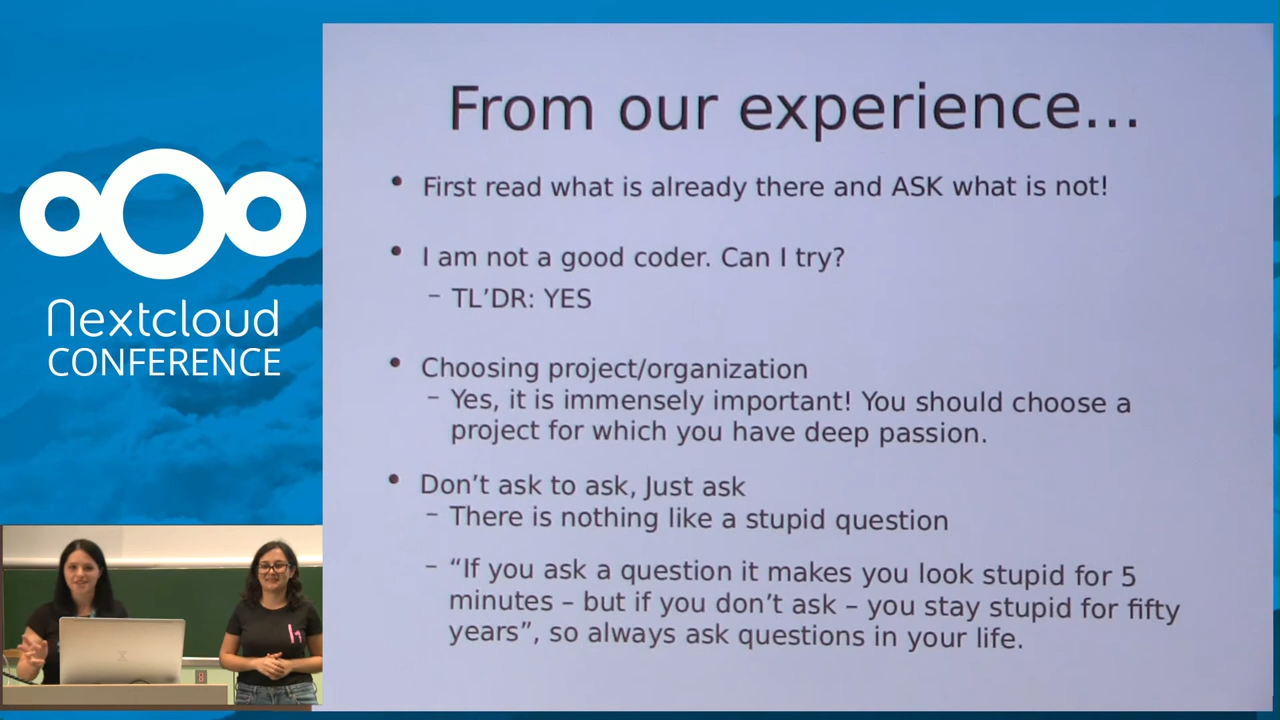 nextcloud
CONFERENCE
From our experience...
• First read what is already there and ASK what is not!
• I am not a good coder. Can I try?
– TL’DR: YES
• Choosing project/organization
– Yes, it is immensely important! You should choose a
project for which you have deep passion.
• Don’t ask to ask, Just ask
– There is nothing like a stupid question
– “If you ask a question it makes you look stupid for 5
minutes – but if you don’t ask – you stay stupid for fifty
years”, so always ask questions in your life.